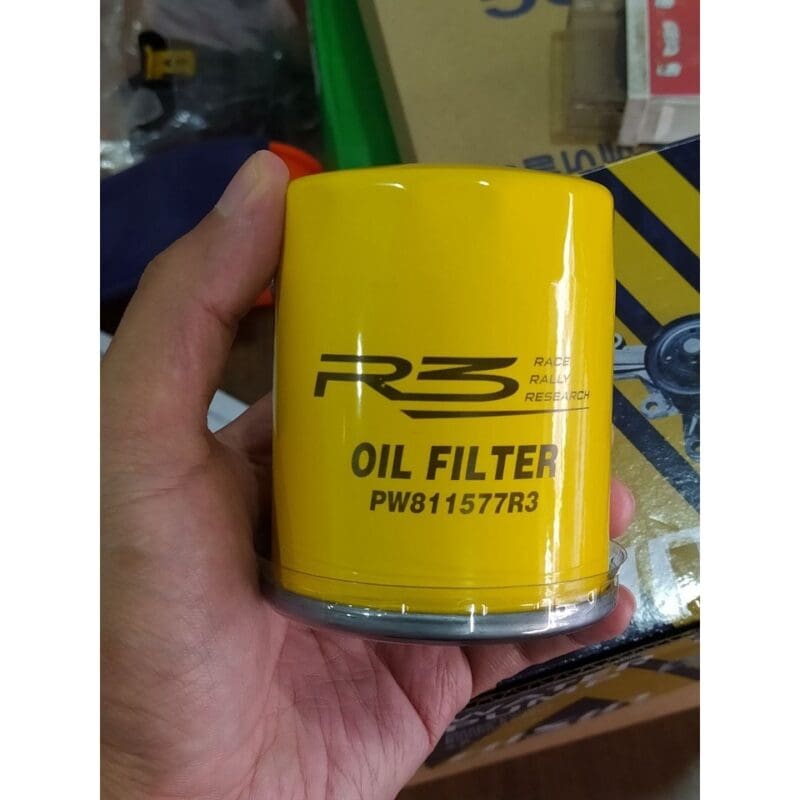 R3
RACE
RALLY
RESEARCH
OIL FILTER
PW811577R3